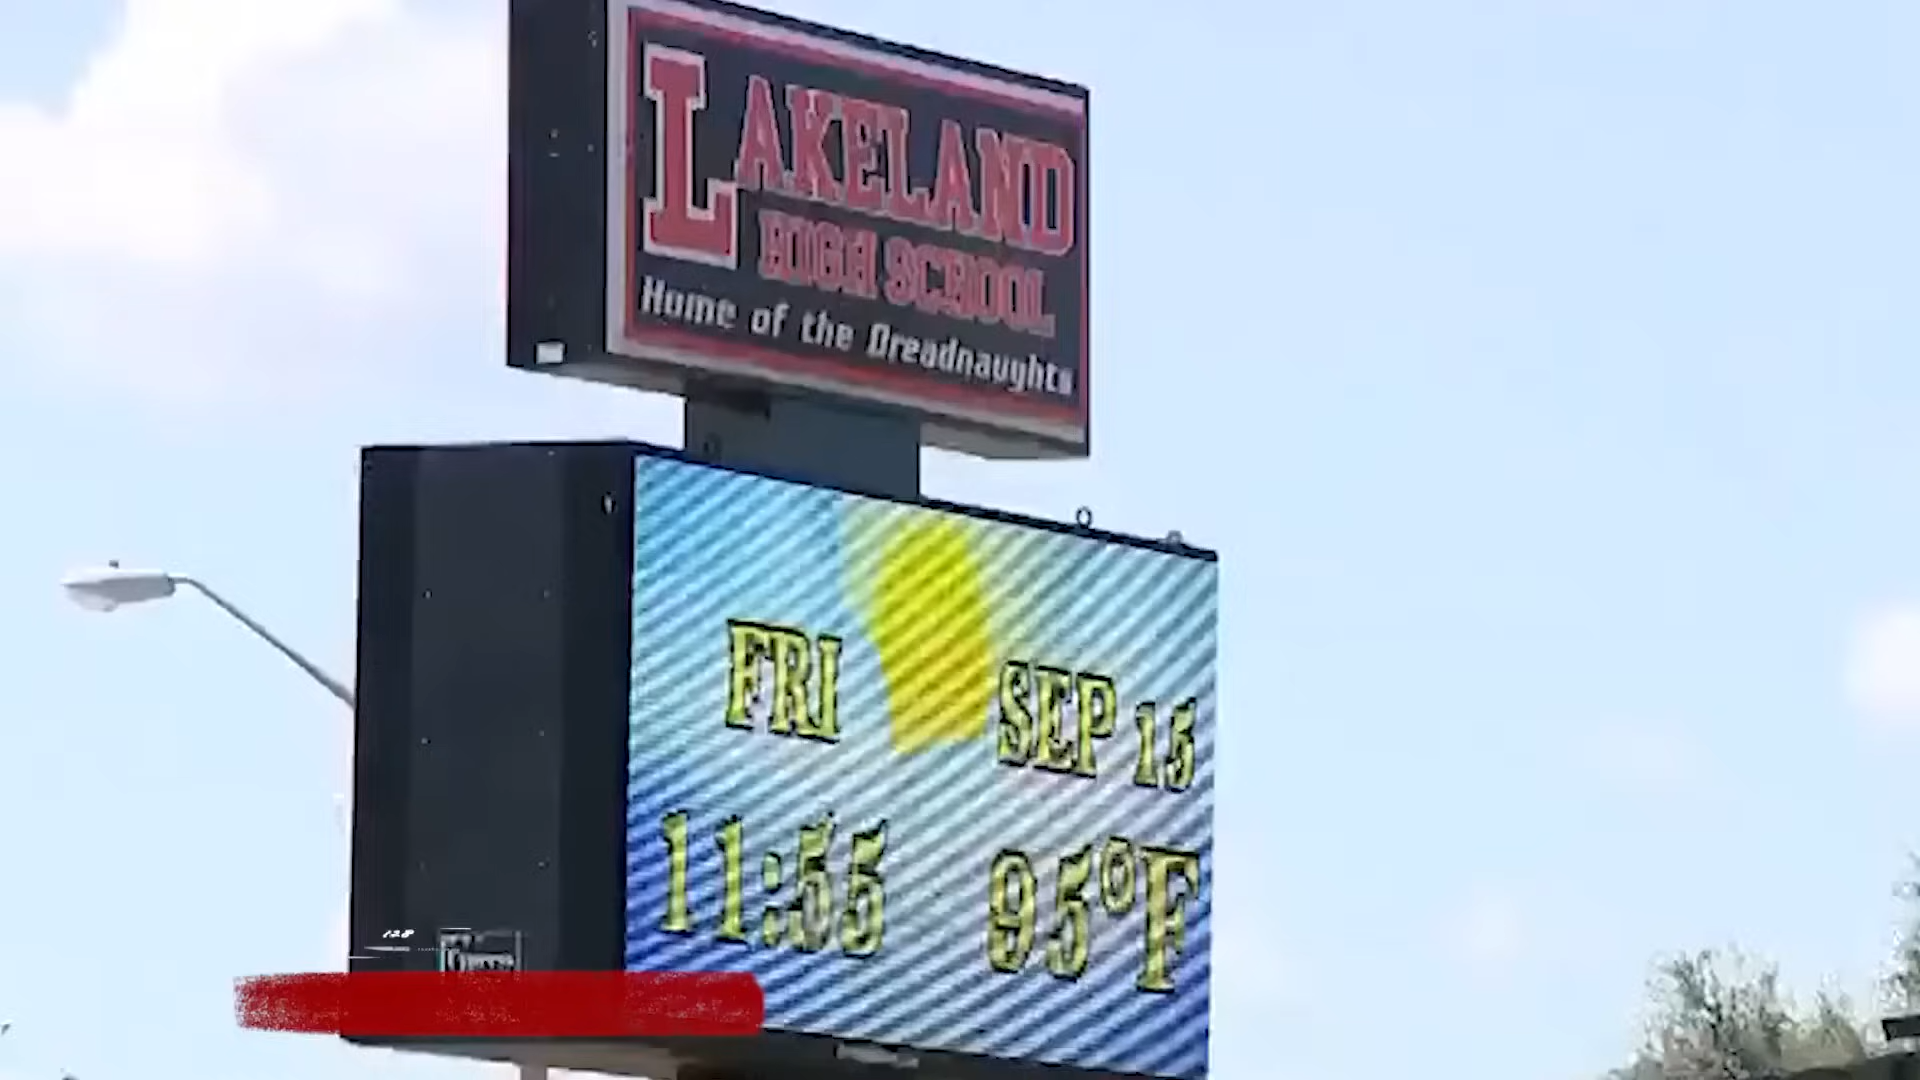 LAKELAND
HIGH SCHOOL
Home of the Dreadnaughts
FRI SEP 15
11:55 95°F